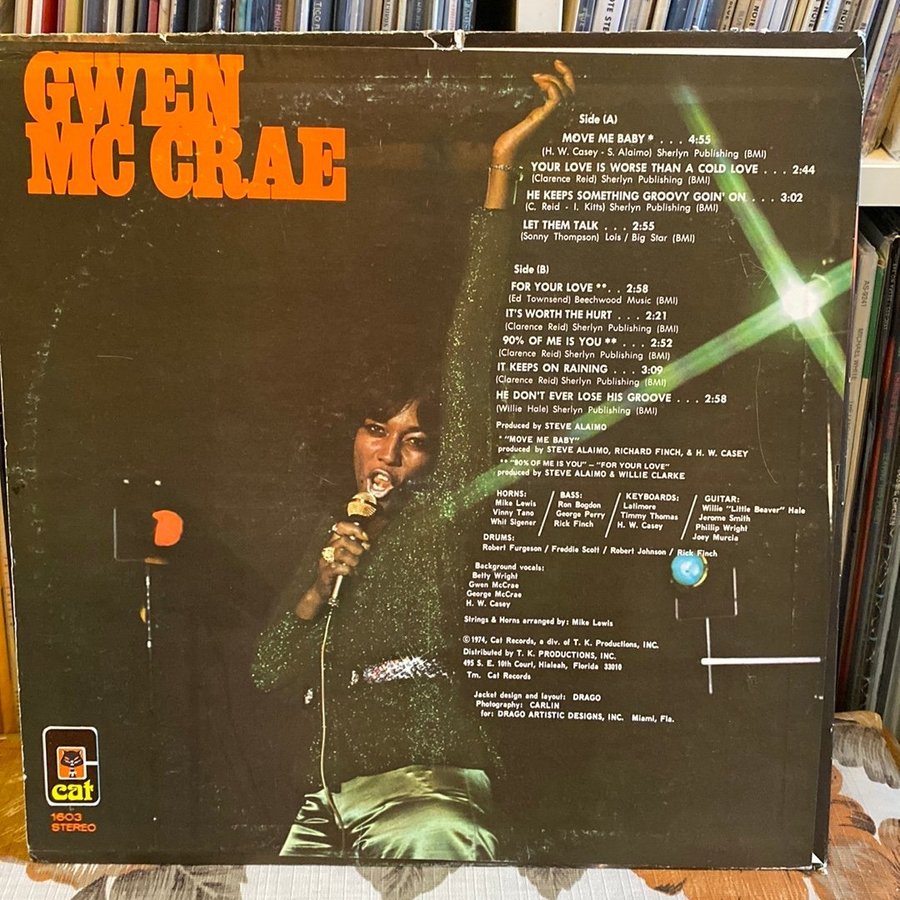 GWEN
MC CRAE
Side (A)
MOVE ME BABY * . . . 4:55
(H. W. Casey - S. Alaimo) Sherlyn Publishing (BMI)
YOUR LOVE IS WORSE THAN A COLD LOVE . . . 2:44
(Clarence Reid) Sherlyn Publishing (BMI)
HE KEEPS SOMETHING GROOVY GOIN' ON . . . 3:02
(C. Reid - I. Kitts) Sherlyn Publishing (BMI)
LET THEM TALK . . . 2:55
(Sonny Thompson) Lois / Big Star (BMI)
Side (B)
FOR YOUR LOVE **. . 2:58
(Ed Townsend) Beechwood Music (BMI)
IT'S WORTH THE HURT . . . 2:21
(Clarence Reid) Sherlyn Publishing (BMI)
90% OF ME IS YOU ** . . . 2:52
(Clarence Reid) Sherlyn Publishing (BMI)
IT KEEPS ON RAINING . . . 3:09
(Clarence Reid) Sherlyn Publishing (BMI)
HE DON'T EVER LOSE HIS GROOVE . . . 2:58
(Willie Hale) Sherlyn Publishing (BMI)
Produced by STEVE ALAIMO
* "MOVE ME BABY"
produced by STEVE ALAIMO, RICHARD FINCH, & H. W. CASEY
** "90% OF ME IS YOU" – "FOR YOUR LOVE"
produced by STEVE ALAIMO & WILLIE CLARKE
HORNS:
Mike Lewis
Vinny Tano
Whit Sigener
BASS:
Ron Bogdon
George Perry
Rick Finch
KEYBOARDS:
Latimore
Timmy Thomas
H. W. Casey
GUITAR:
Willie "Little Beaver" Hale
Jerome Smith
Phillip Wright
Joey Murcia
DRUMS:
Robert Furgeson / Freddie Scott / Robert Johnson / Rick Finch
Background vocals:
Betty Wright
Gwen McCrae
George McCrae
H. W. Casey
Strings & Horns arranged by: Mike Lewis
©1974, Cat Records, a div. of T. K. Productions, INC.
Distributed by T. K. PRODUCTIONS, INC.
495 S. E. 10th Court, Hialeah, Florida 33010
Tm. Cat Records
Jacket design and layout: DRAGO
Photography: CARLIN
for: DRAGO ARTISTIC DESIGNS, INC. Miami, Fla.
cat
1603
STEREO